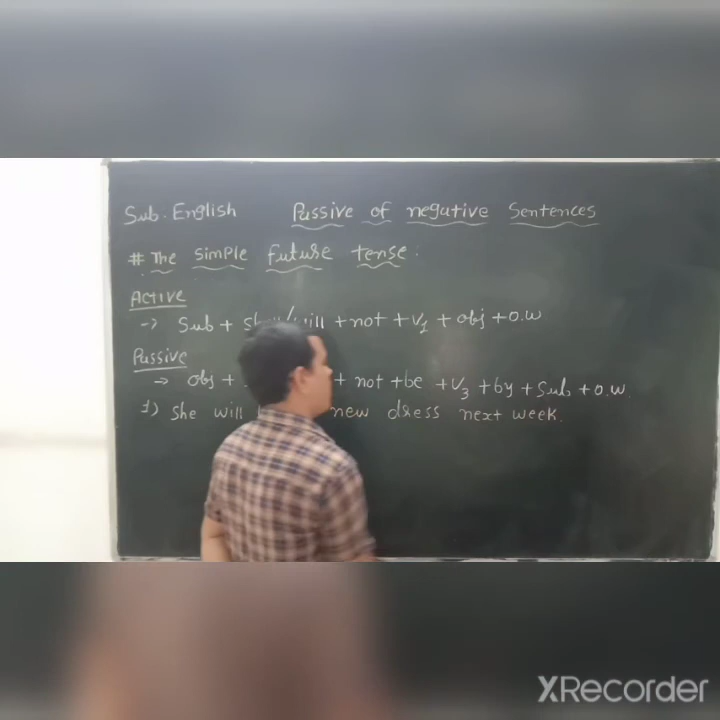 Sub. English Passive of negative Sentences
# The Simple future tense.
Active
→ Sub + will + not + V1 + obj + o.w
Passive
→ obj + + not + be + V3 + by + Sub + o.w.
1) She will new dress next week.
XRecorder